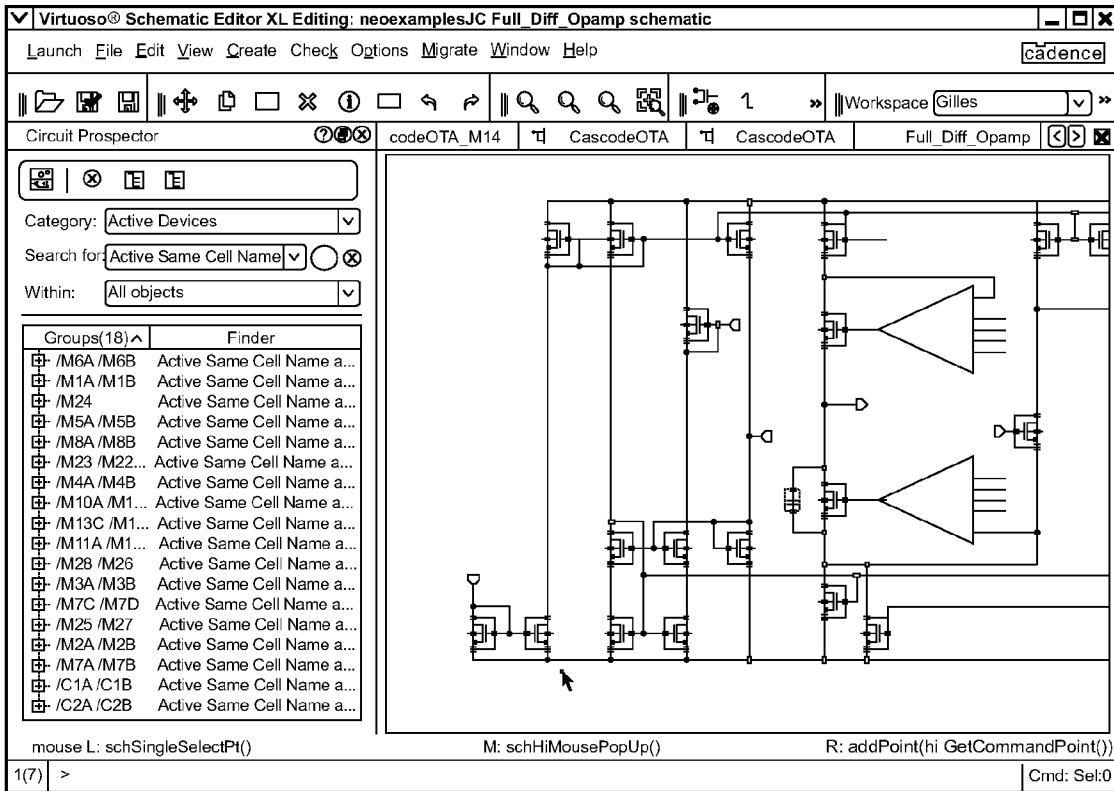 Virtuoso® Schematic Editor XL Editing: neoexamplesJC Full_Diff_Opamp schematic
Launch File Edit View Create Check Options Migrate Window Help
cādence
Workspace Gilles
Circuit Prospector
codeOTA_M14 CascodeOTA CascodeOTA Full_Diff_Opamp
Category: Active Devices
Search for: Active Same Cell Name
Within: All objects
Groups(18) Finder
/M6A /M6B Active Same Cell Name a...
/M1A /M1B Active Same Cell Name a...
/M24 Active Same Cell Name a...
/M5A /M5B Active Same Cell Name a...
/M8A /M8B Active Same Cell Name a...
/M23 /M22... Active Same Cell Name a...
/M4A /M4B Active Same Cell Name a...
/M10A /M1... Active Same Cell Name a...
/M13C /M1... Active Same Cell Name a...
/M11A /M1... Active Same Cell Name a...
/M28 /M26 Active Same Cell Name a...
/M3A /M3B Active Same Cell Name a...
/M7C /M7D Active Same Cell Name a...
/M25 /M27 Active Same Cell Name a...
/M2A /M2B Active Same Cell Name a...
/M7A /M7B Active Same Cell Name a...
/C1A /C1B Active Same Cell Name a...
/C2A /C2B Active Same Cell Name a...
mouse L: schSingleSelectPt() M: schHiMousePopUp() R: addPoint(hi GetCommandPoint())
1(7) > Cmd: Sel:0